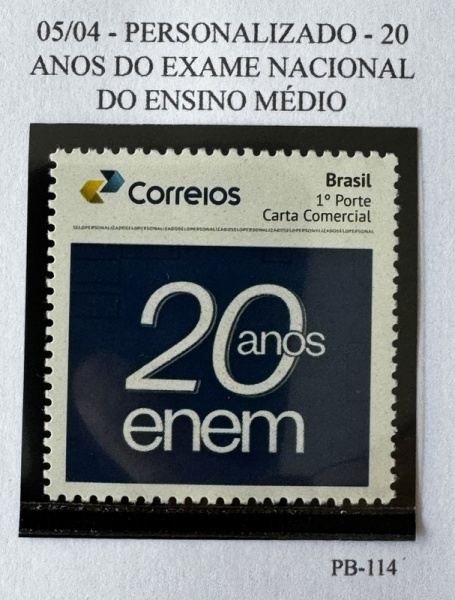 05/04 - PERSONALIZADO - 20
ANOS DO EXAME NACIONAL
DO ENSINO MÉDIO
Correios
Brasil
1º Porte
Carta Comercial
SELOPERSONALIZADOSELOPERSONALIZADOSELOPERSONALIZADOSELOPERSONAL
20 anos
enem
PB-114